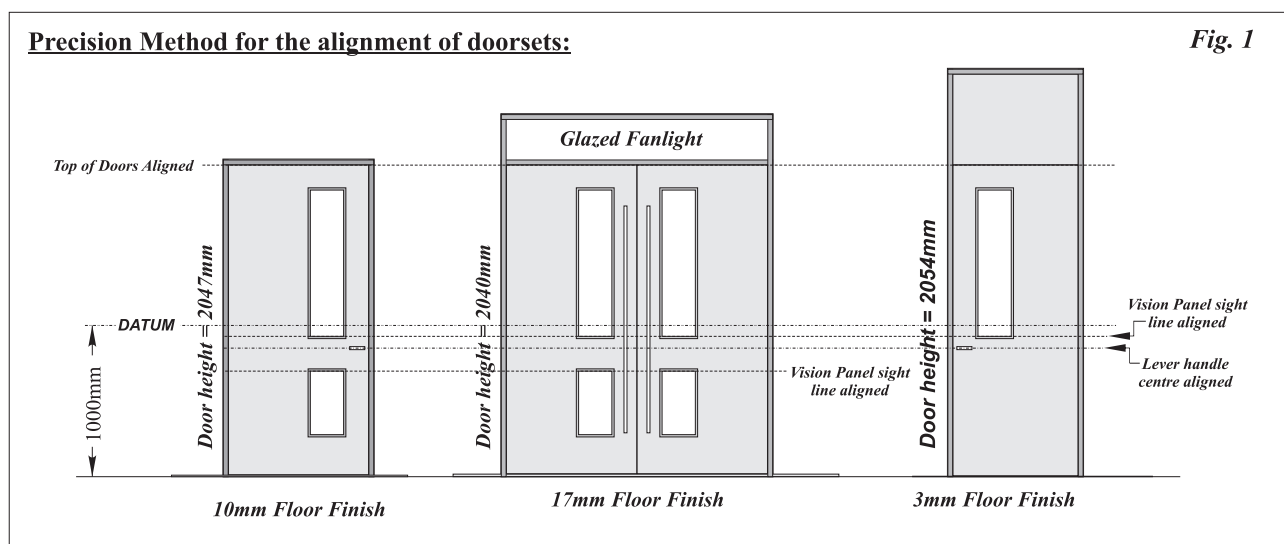 Precision Method for the alignment of doorsets:
Fig. 1
Glazed Fanlight
Top of Doors Aligned
Door height = 2047mm
Door height = 2040mm
Door height = 2054mm
DATUM
1000mm
Vision Panel sight
line aligned
Lever handle
centre aligned
Vision Panel sight
line aligned
10mm Floor Finish
17mm Floor Finish
3mm Floor Finish